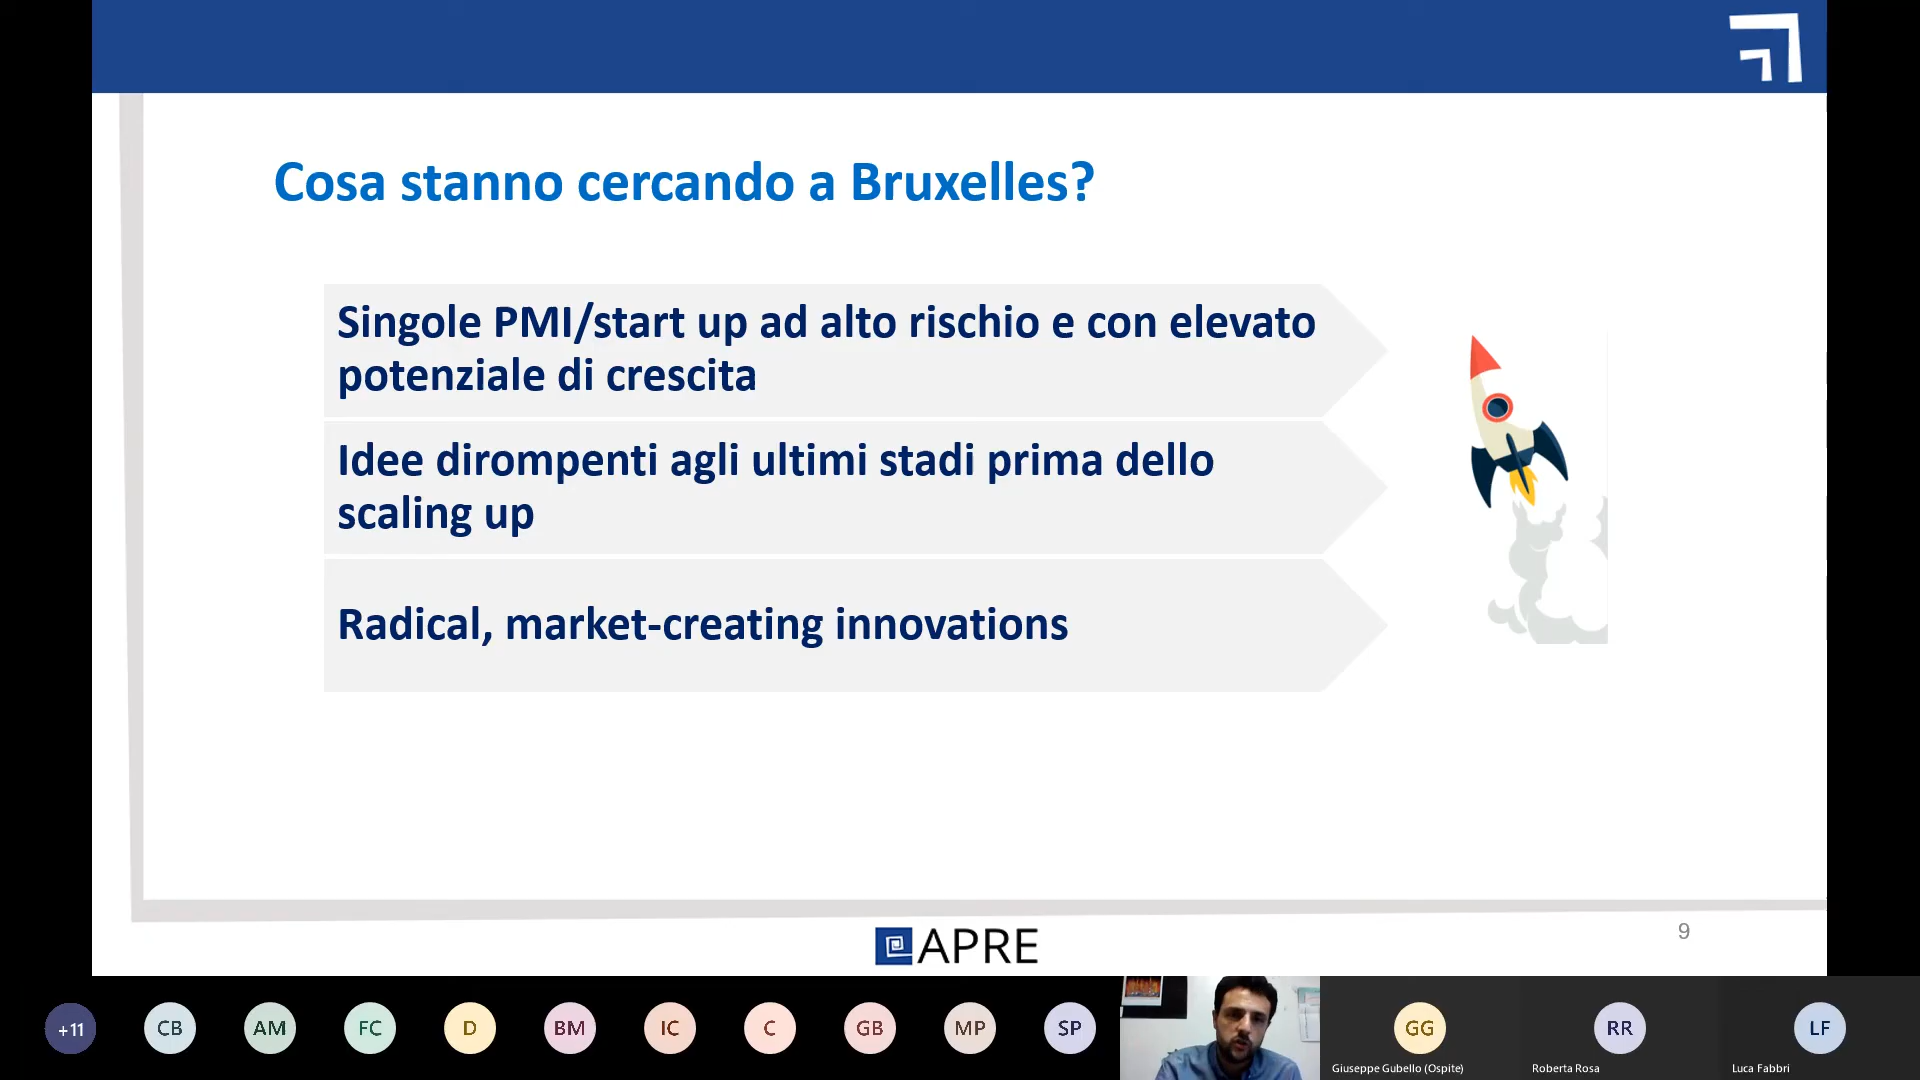 Cosa stanno cercando a Bruxelles?
Singole PMI/start up ad alto rischio e con elevato
potenziale di crescita
Idee dirompenti agli ultimi stadi prima dello
scaling up
Radical, market-creating innovations
APRE
9
+11
CB
AM
FC
D
BM
IC
C
GB
MP
SP
GG
RR
LF
Giuseppe Gubello (Ospite)
Roberta Rosa
Luca Fabbri